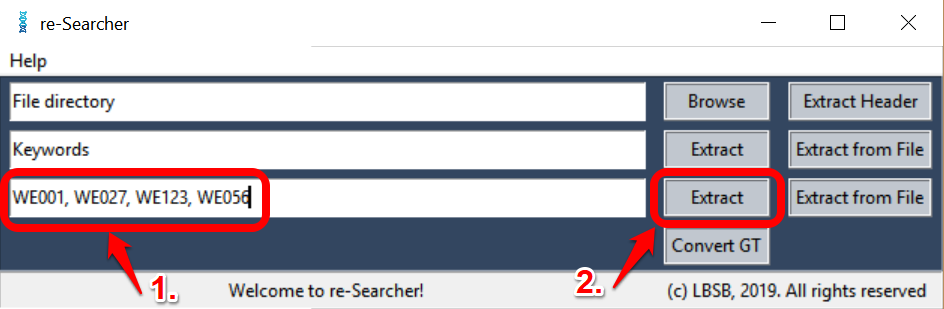 re-Searcher
Help
File directory Browse Extract Header
Keywords Extract Extract from File
WE001, WE027, WE123, WE056 Extract Extract from File
Convert GT
1. 2.
Welcome to re-Searcher! (c) LBSB, 2019. All rights reserved